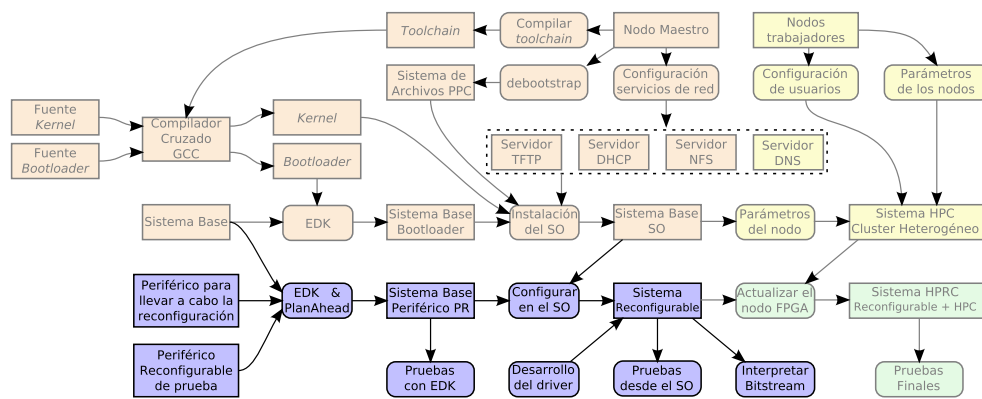 Toolchain
Compilar
toolchain
Nodo Maestro
Nodos
trabajadores
Sistema de
Archivos PPC
debootstrap
Configuración
servicios de red
Configuración
de usuarios
Parámetros
de los nodos
Fuente
Kernel
Fuente
Bootloader
Compilador
Cruzado
GCC
Kernel
Bootloader
Servidor
TFTP
Servidor
DHCP
Servidor
NFS
Servidor
DNS
Sistema Base
EDK
Sistema Base
Bootloader
Instalación
del SO
Sistema Base
SO
Parámetros
del nodo
Sistema HPC
Cluster Heterogéneo
Periférico para
llevar a cabo la
reconfiguración
EDK &
PlanAhead
Sistema Base
Periférico PR
Configurar
en el SO
Sistema
Reconfigurable
Actualizar el
nodo FPGA
Sistema HPRC
Reconfigurable + HPC
Periférico
Reconfigurable
de prueba
Pruebas
con EDK
Desarrollo
del driver
Pruebas
desde el SO
Interpretar
Bitstream
Pruebas
Finales